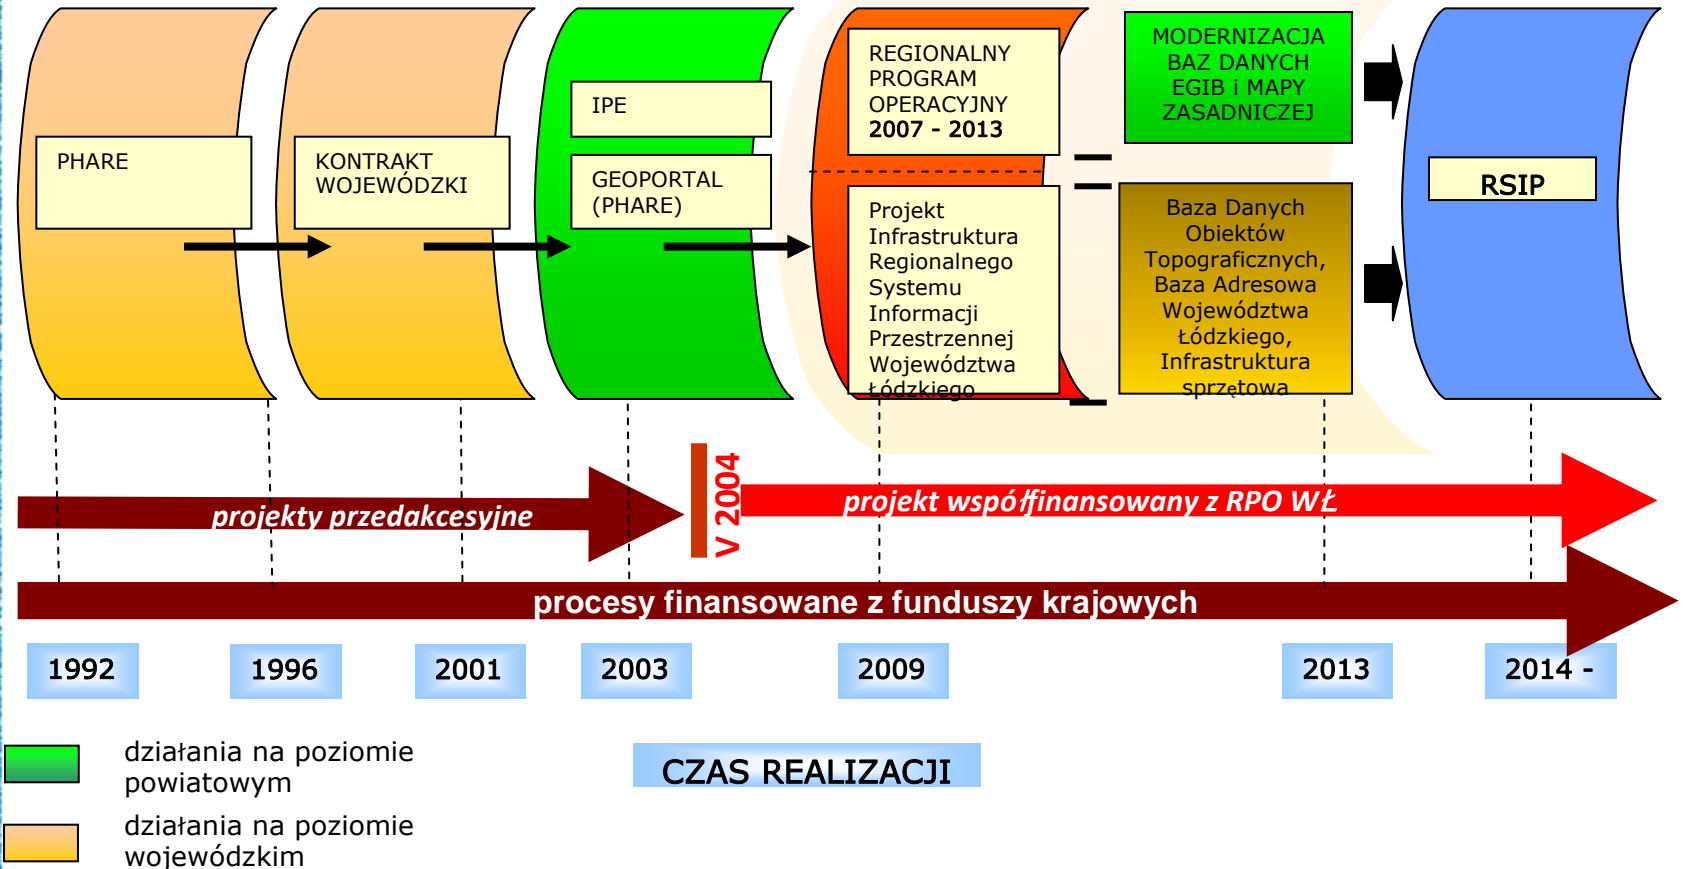 PHARE
KONTRAKT
WOJEWÓDZKI
IPE
GEOPORTAL
(PHARE)
REGIONALNY
PROGRAM
OPERACYJNY
2007 - 2013
Projekt
Infrastruktura
Regionalnego
Systemu
Informacji
Przestrzennej
Województwa
Łódzkiego
MODERNIZACJA
BAZ DANYCH
EGIB i MAPY
ZASADNICZEJ
Baza Danych
Obiektów
Topograficznych,
Baza Adresowa
Województwa
Łódzkiego,
Infrastruktura
sprzętowa
RSIP
projekty przedakcesyjne
V 2004
projekt współfinansowany z RPO WŁ
procesy finansowane z funduszy krajowych
1992
1996
2001
2003
2009
2013
2014 -
działania na poziomie
powiatowym
CZAS REALIZACJI
działania na poziomie
wojewódzkim